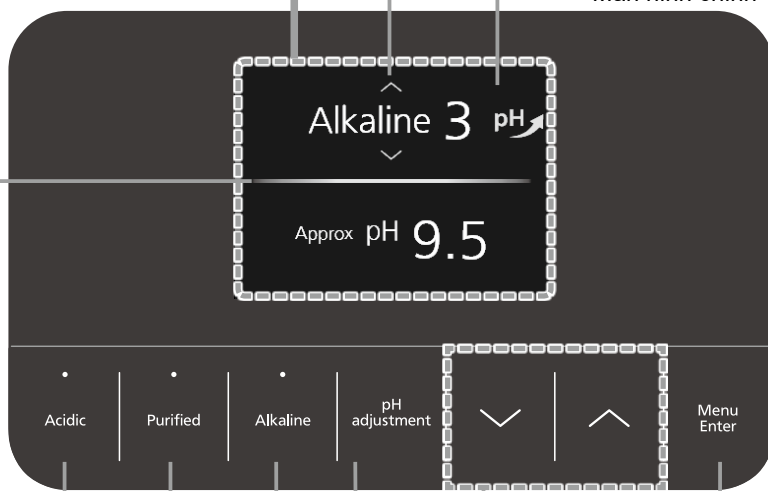 Alkaline 3 pH
Approx pH 9.5
Acidic
Purified
Alkaline
pH
adjustment
Menu
Enter